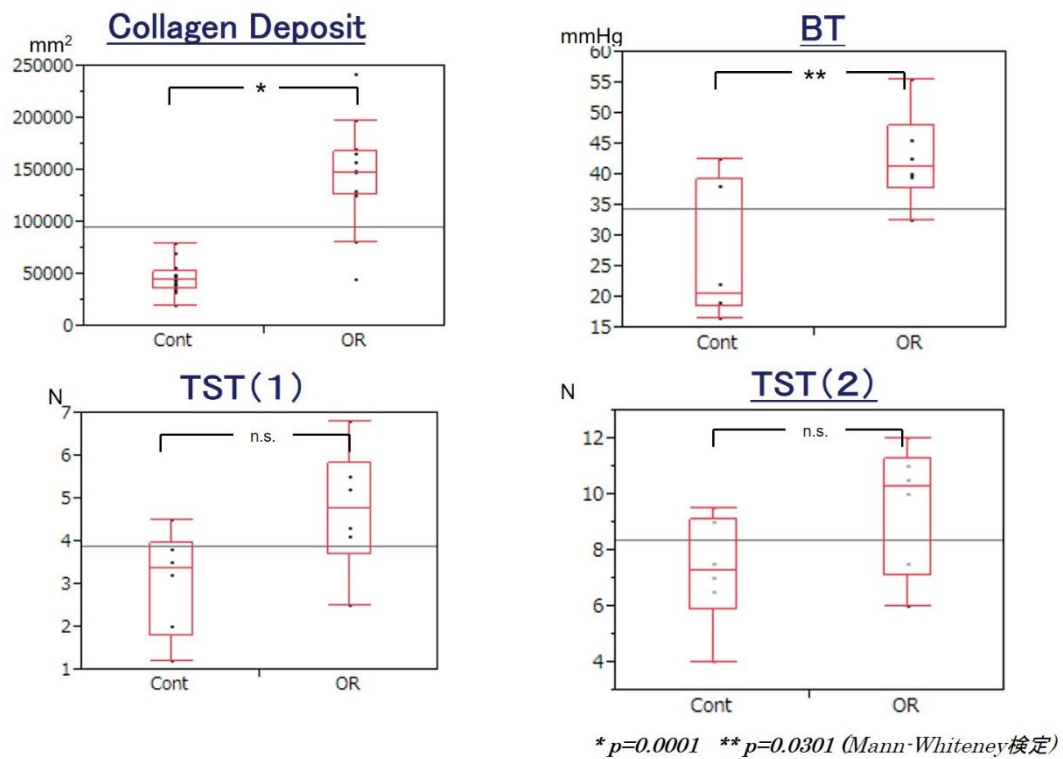 Collagen Deposit
mm²
250000
200000
150000
100000
50000
0
*
Cont
OR
BT
mmHg
60
55
50
45
40
35
30
25
20
15
**
Cont
OR
TST(1)
N
7
6
5
4
3
2
1
n.s.
Cont
OR
TST(2)
N
12
10
8
6
4
n.s.
Cont
OR
* p=0.0001 ** p=0.0301 (Mann-Whiteney検定)